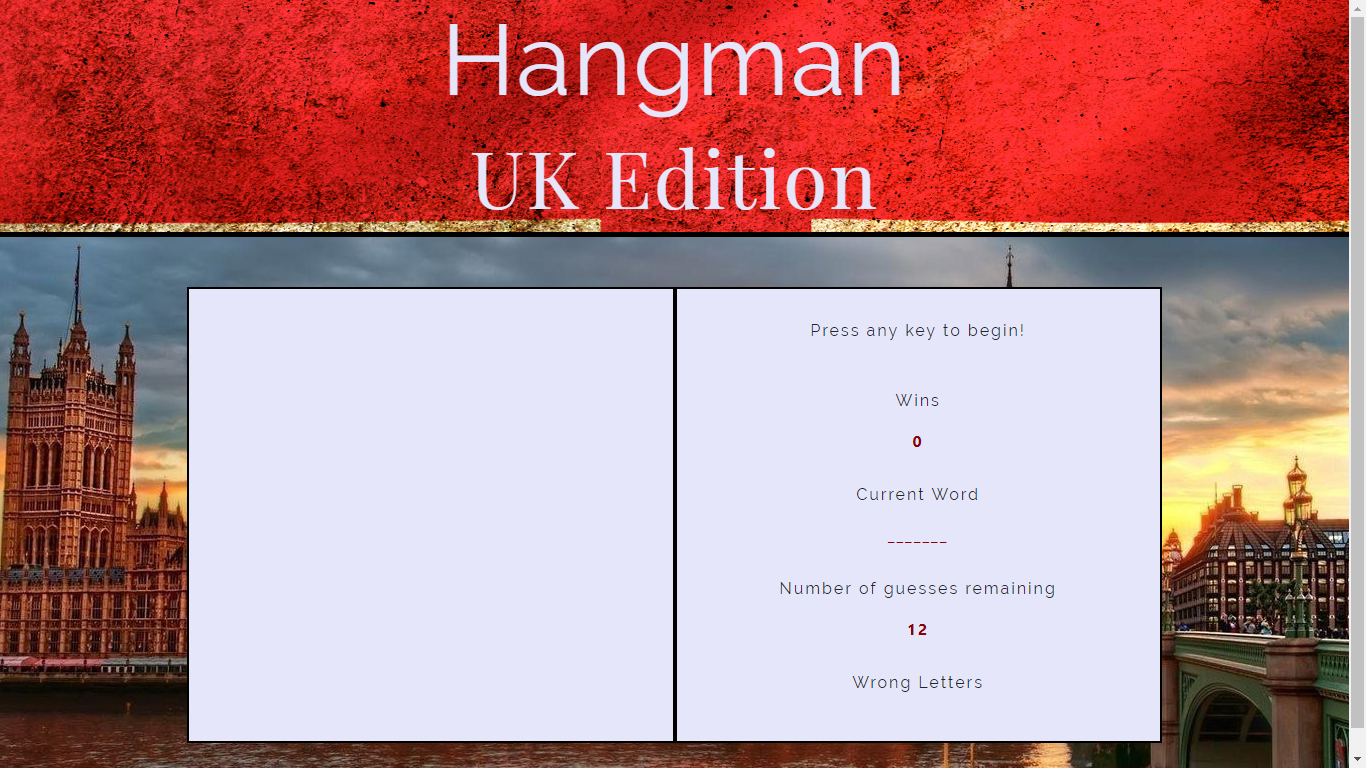 Hangman
UK Edition
Press any key to begin!
Wins
0
Current Word
_______
Number of guesses remaining
12
Wrong Letters